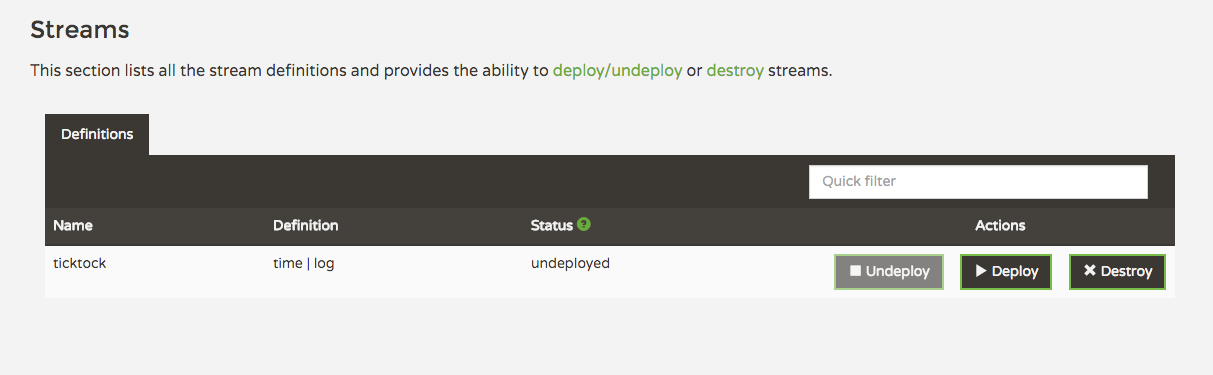 Streams
This section lists all the stream definitions and provides the ability to deploy/undeploy or destroy streams.
Definitions
Quick filter
Name Definition Status ? Actions
ticktock time | log undeployed Undeploy Deploy Destroy